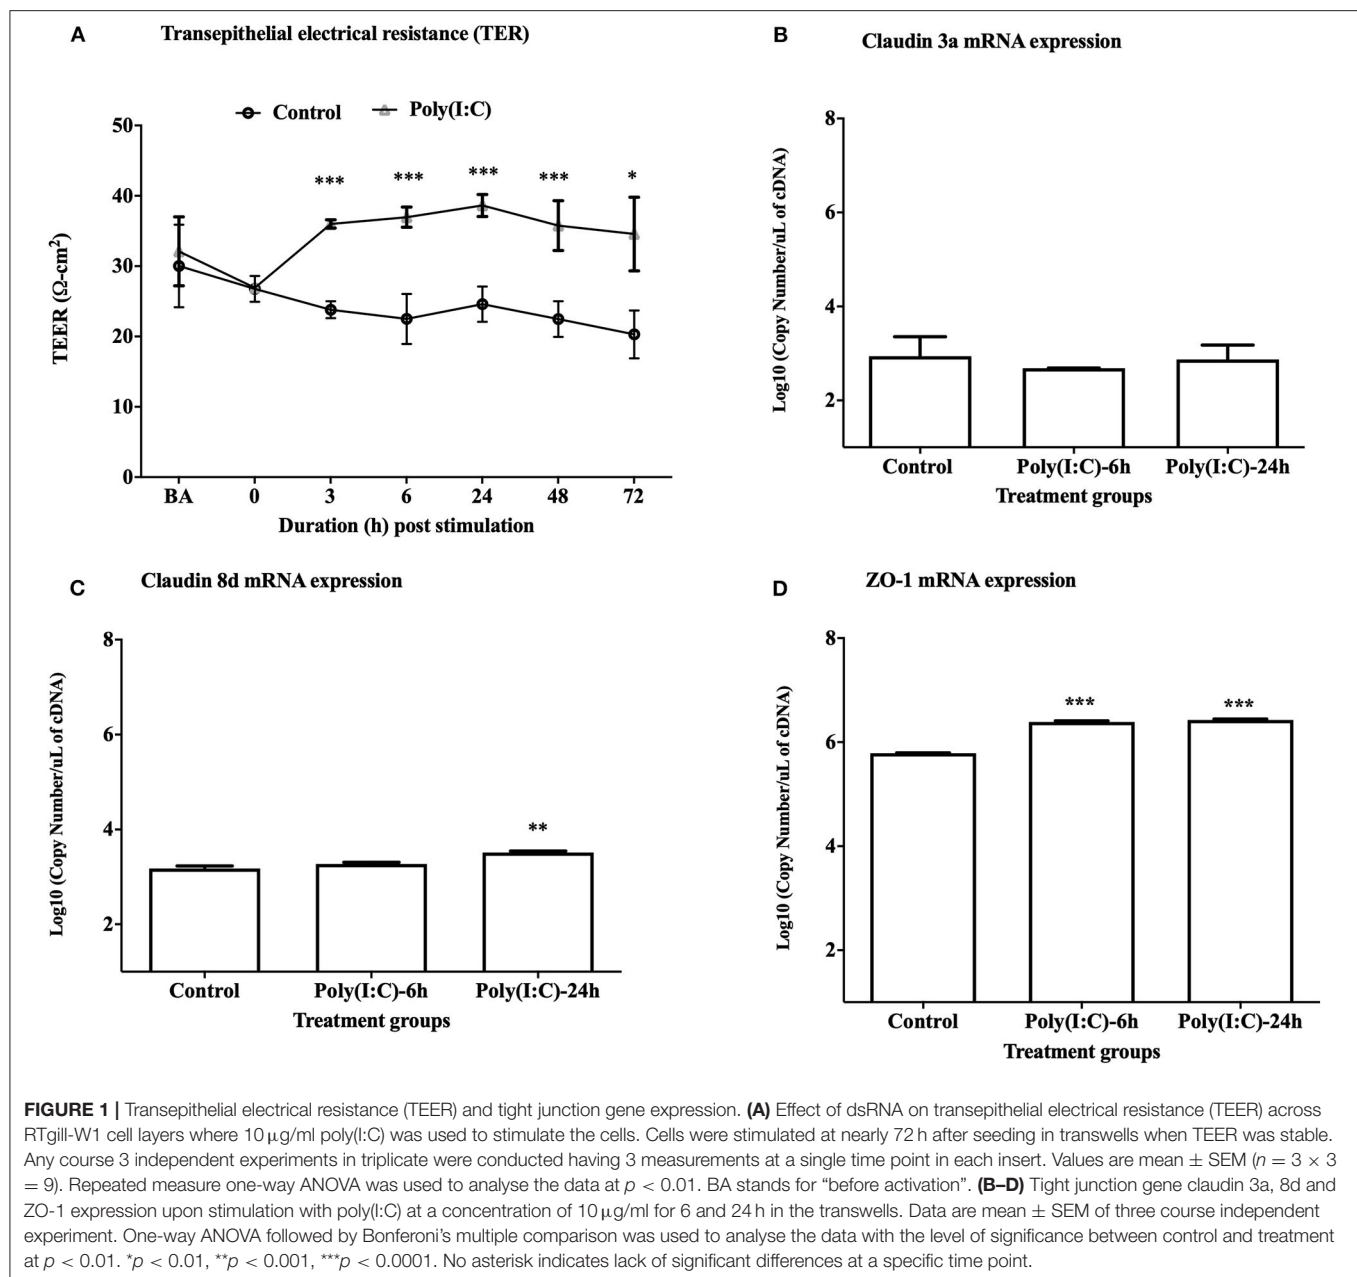 A Transepithelial electrical resistance (TER)
Control Poly(I:C)
50
40
30
20
10
0
TEER (Ω-cm²)
*** *** *** *** *
BA 0 3 6 24 48 72
Duration (h) post stimulation
B Claudin 3a mRNA expression
8
6
4
2
Log10 (Copy Number/uL of cDNA)
Control Poly(I:C)-6h Poly(I:C)-24h
Treatment groups
C Claudin 8d mRNA expression
8
6
4
2
Log10 (Copy Number/uL of cDNA)
**
Control Poly(I:C)-6h Poly(I:C)-24h
Treatment groups
D ZO-1 mRNA expression
8
6
4
2
Log10 (Copy Number/uL of cDNA)
*** ***
Control Poly(I:C)-6h Poly(I:C)-24h
Treatment groups
FIGURE 1 | Transepithelial electrical resistance (TEER) and tight junction gene expression. (A) Effect of dsRNA on transepithelial electrical resistance (TEER) across
RTgill-W1 cell layers where 10 μg/ml poly(I:C) was used to stimulate the cells. Cells were stimulated at nearly 72 h after seeding in transwells when TEER was stable.
Any course 3 independent experiments in triplicate were conducted having 3 measurements at a single time point in each insert. Values are mean ± SEM (n = 3 × 3
= 9). Repeated measure one-way ANOVA was used to analyse the data at p < 0.01. BA stands for “before activation”. (B–D) Tight junction gene claudin 3a, 8d and
ZO-1 expression upon stimulation with poly(I:C) at a concentration of 10 μg/ml for 6 and 24 h in the transwells. Data are mean ± SEM of three course independent
experiment. One-way ANOVA followed by Bonferoni’s multiple comparison was used to analyse the data with the level of significance between control and treatment
at p < 0.01. *p < 0.01, **p < 0.001, ***p < 0.0001. No asterisk indicates lack of significant differences at a specific time point.